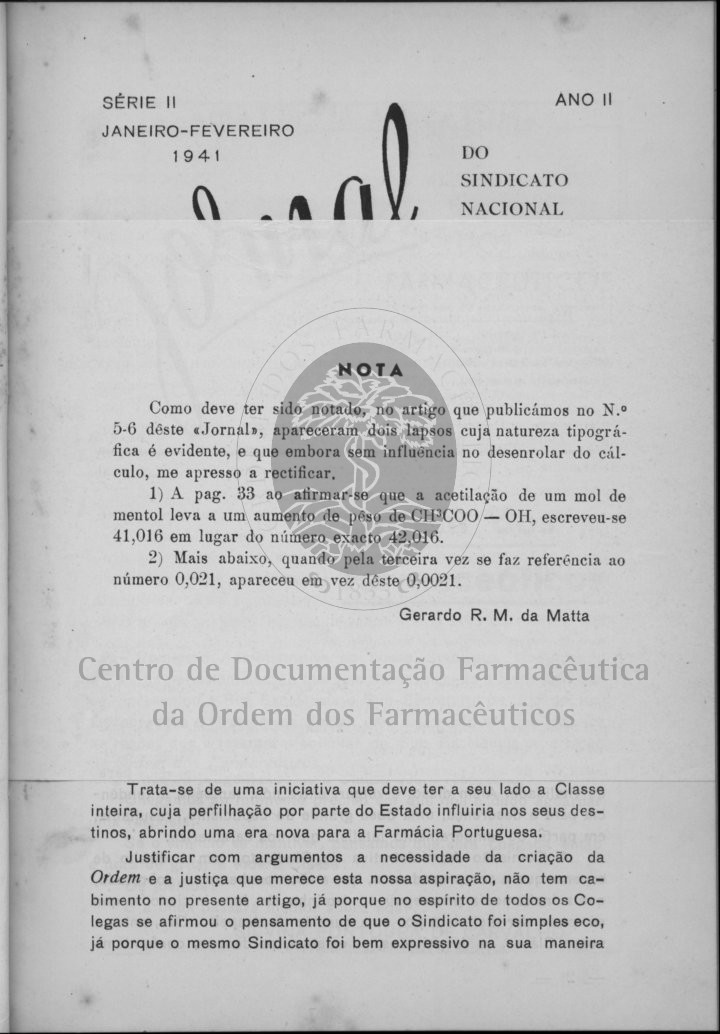 SÉRIE II
ANO II
JANEIRO-FEVEREIRO
1941
DO
SINDICATO
NACIONAL
NOTA
Como deve ter sido notado, no artigo que publicámos no N.º
5-6 dêste «Jornal», apareceram dois lapsos cuja natureza tipográ-
fica é evidente, e que embora sem influência no desenrolar do cál-
culo, me apresso a rectificar.
1) A pag. 33 ao afirmar-se que a acetilação de um mol de
mentol leva a um aumento de pêso de CH³COO — OH, escreveu-se
41,016 em lugar do número exacto 42,016.
2) Mais abaixo, quando pela terceira vez se faz referência ao
número 0,021, apareceu em vez dêste 0,0021.
Gerardo R. M. da Matta
Centro de Documentação Farmacêutica
da Ordem dos Farmacêuticos
Trata-se de uma iniciativa que deve ter a seu lado a Classe
inteira, cuja perfilhação por parte do Estado influiria nos seus des-
tinos, abrindo uma era nova para a Farmácia Portuguesa.
Justificar com argumentos a necessidade da criação da
Ordem e a justiça que merece esta nossa aspiração, não tem ca-
bimento no presente artigo, já porque no espírito de todos os Co-
legas se afirmou o pensamento de que o Sindicato foi simples eco,
já porque o mesmo Sindicato foi bem expressivo na sua maneira